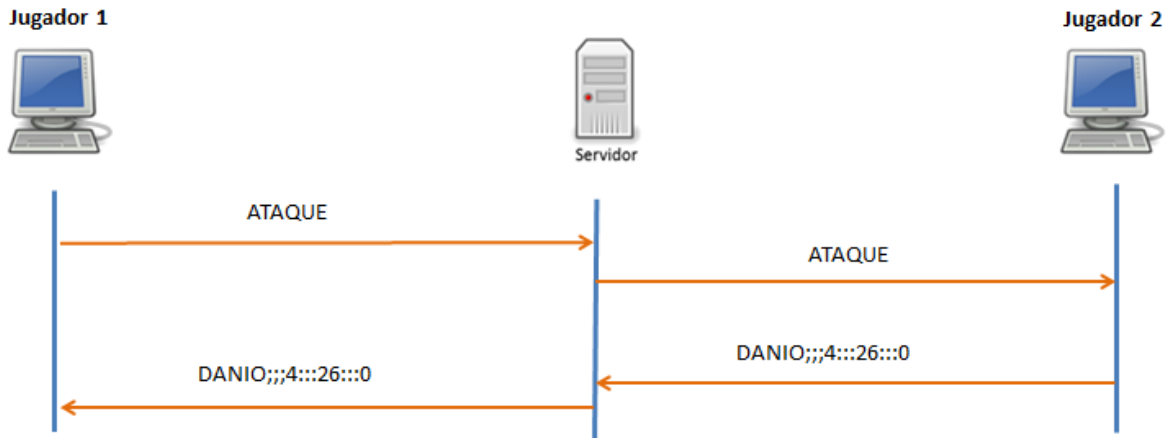 Jugador 1
Jugador 2
Servidor
ATAQUE
ATAQUE
DANIO;;;4:::26:::0
DANIO;;;4:::26:::0